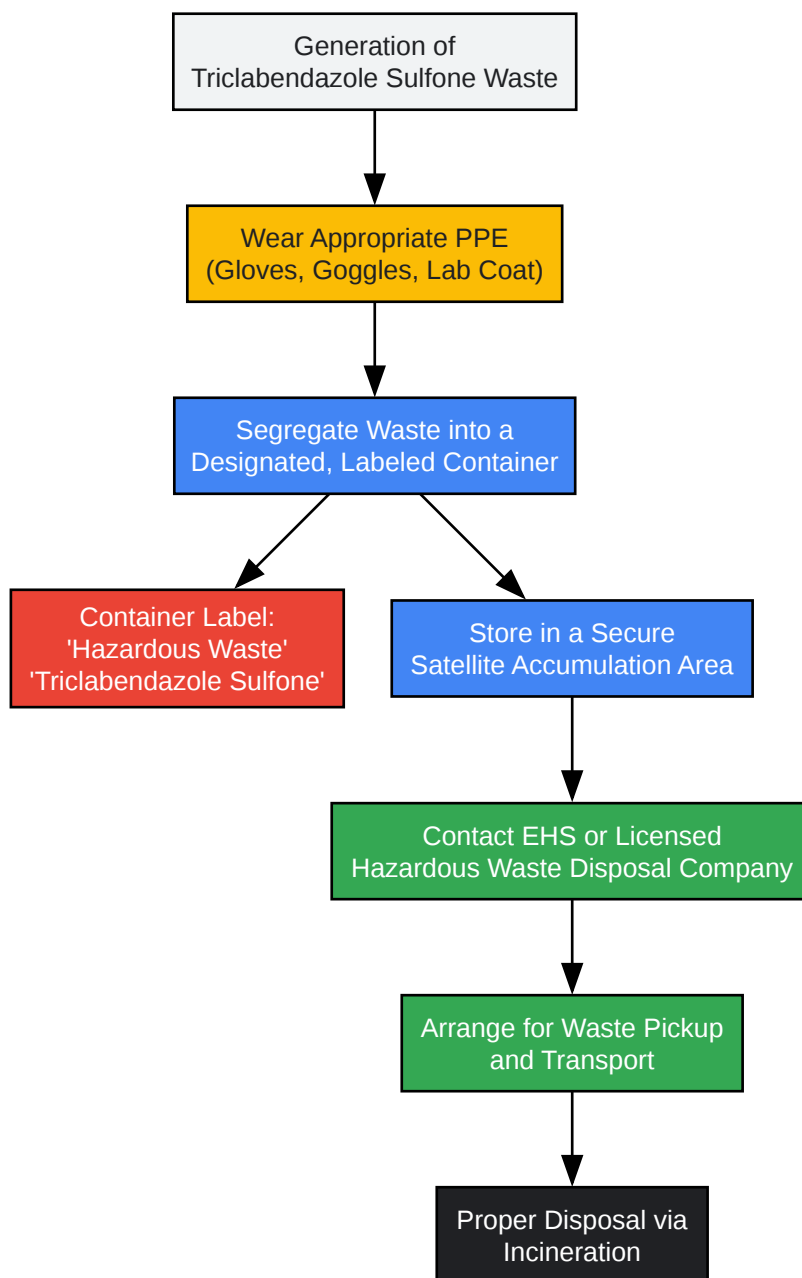 Generation of
Triclabendazole Sulfone Waste
Wear Appropriate PPE
(Gloves, Goggles, Lab Coat)
Segregate Waste into a
Designated, Labeled Container
Container Label:
'Hazardous Waste'
'Triclabendazole Sulfone'
Store in a Secure
Satellite Accumulation Area
Contact EHS or Licensed
Hazardous Waste Disposal Company
Arrange for Waste Pickup
and Transport
Proper Disposal via
Incineration